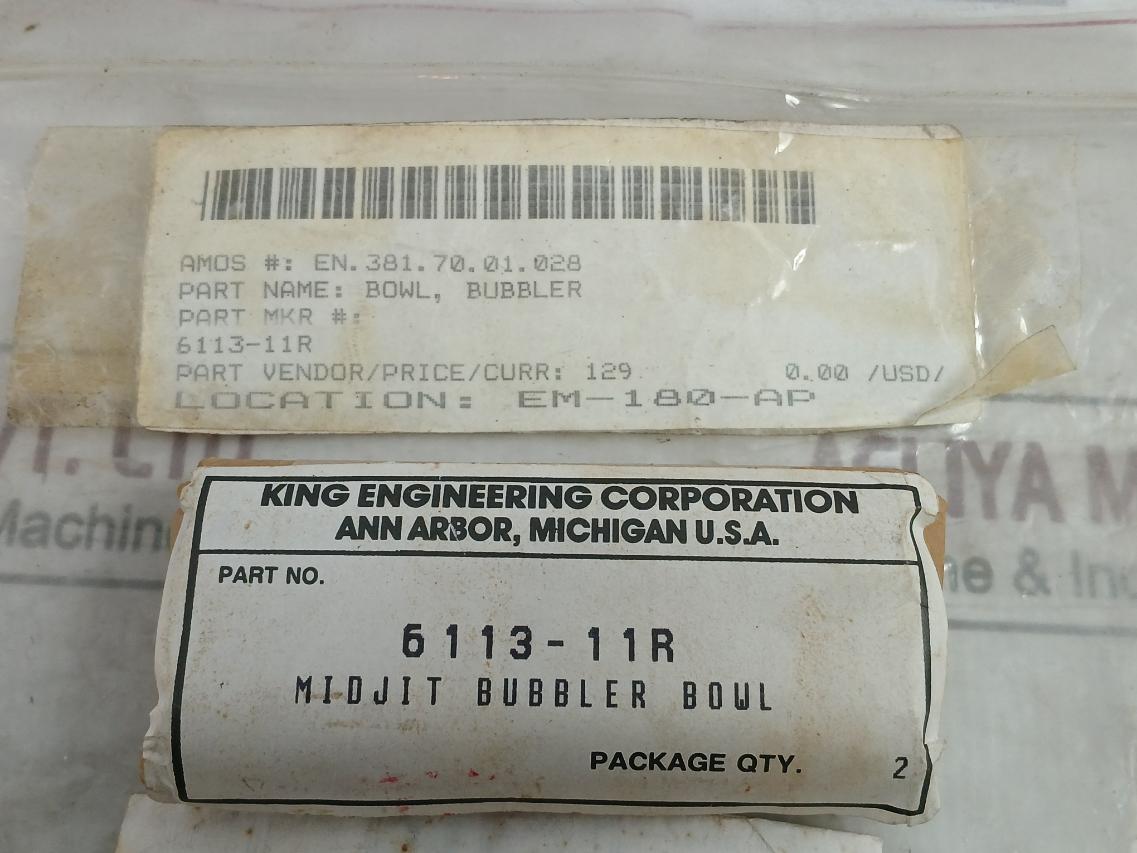 AMOS #: EN.381.70.01.028
PART NAME: BOWL, BUBBLER
PART MKR #:
6113-11R
PART VENDOR/PRICE/CURR: 129 0.00 /USD/
LOCATION: EM-180-AP
KING ENGINEERING CORPORATION
ANN ARBOR, MICHIGAN U.S.A.
PART NO.
6113-11R
MIDJIT BUBBLER BOWL
PACKAGE QTY. 2